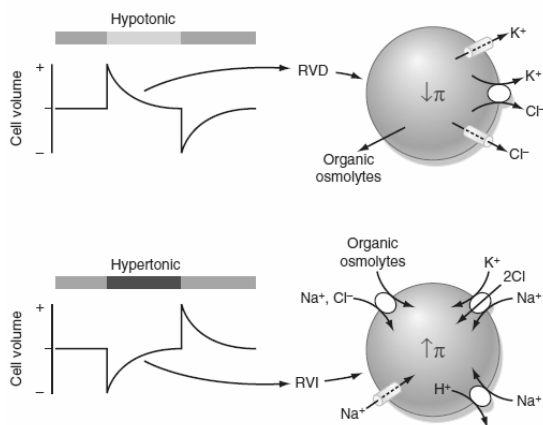 Hypotonic
+
–
–
Cell volume
RVD
↓π
K⁺
K⁺
Cl⁻
Cl⁻
Organic
osmolytes
Hypertonic
+
–
–
Cell volume
RVI
↑π
Organic
osmolytes
Na⁺, Cl⁻
K⁺
2Cl
Na⁺
H⁺
Na⁺
Na⁺